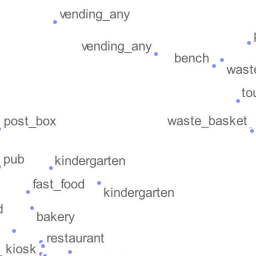 vending_any
vending_any
bench
waste
tou
post_box
waste_basket
pub
kindergarten
fast_food
kindergarten
bakery
restaurant
kiosk